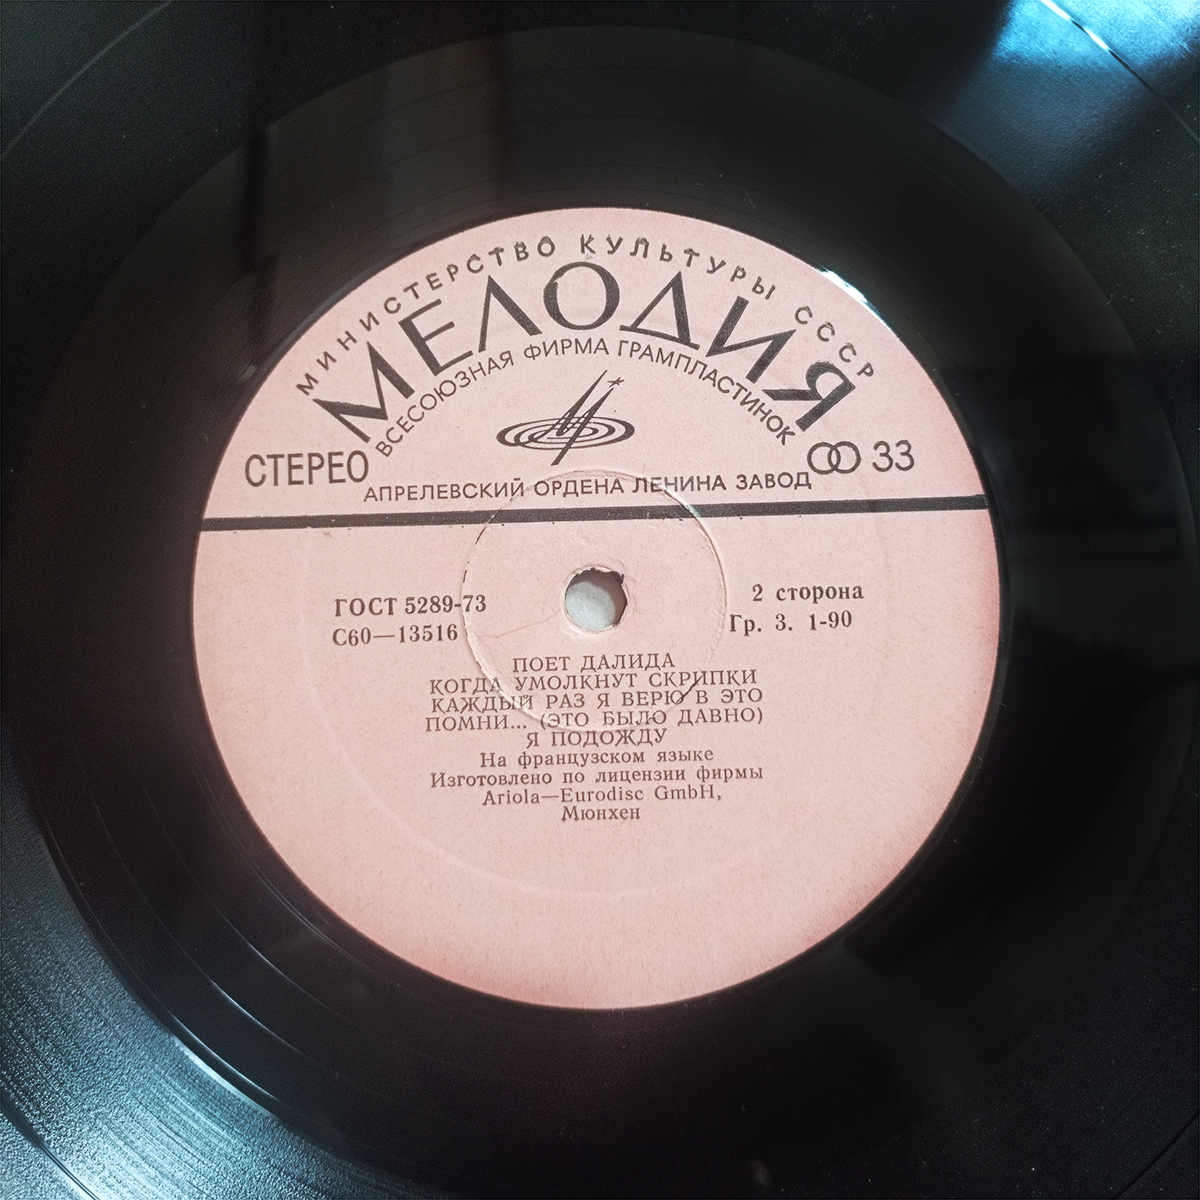 МИНИСТЕРСТВО КУЛЬТУРЫ СССР
МЕЛОДИЯ
ВСЕСОЮЗНАЯ ФИРМА ГРАМПЛАСТИНОК
СТЕРЕО
33
АПРЕЛЕВСКИЙ ОРДЕНА ЛЕНИНА ЗАВОД
ГОСТ 5289-73
С60—13516
2 сторона
Гр. 3. 1-90
ПОЕТ ДАЛИДА
КОГДА УМОЛКНУТ СКРИПКИ
КАЖДЫЙ РАЗ Я ВЕРЮ В ЭТО
ПОМНИ... (ЭТО БЫЛО ДАВНО)
Я ПОДОЖДУ
На французском языке
Изготовлено по лицензии фирмы
Ariola—Eurodisc GmbH,
Мюнхен